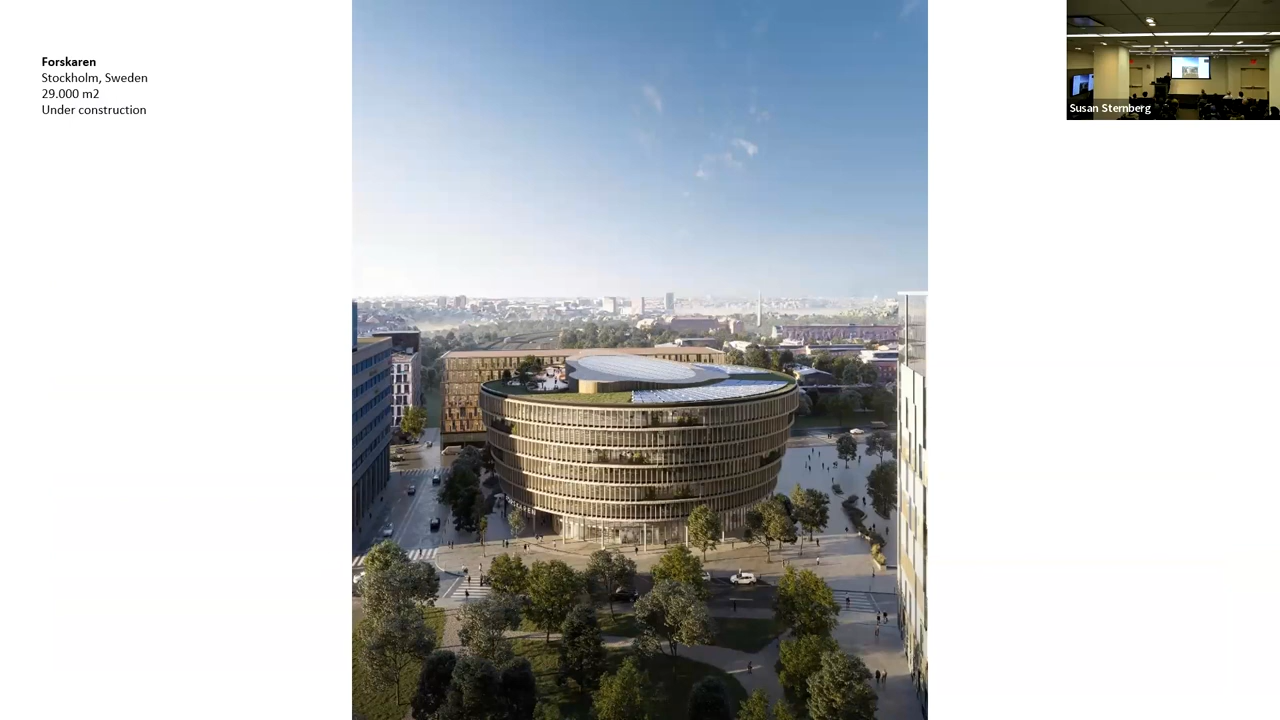 Forskaren
Stockholm, Sweden
29.000 m2
Under construction
Susan Sternberg